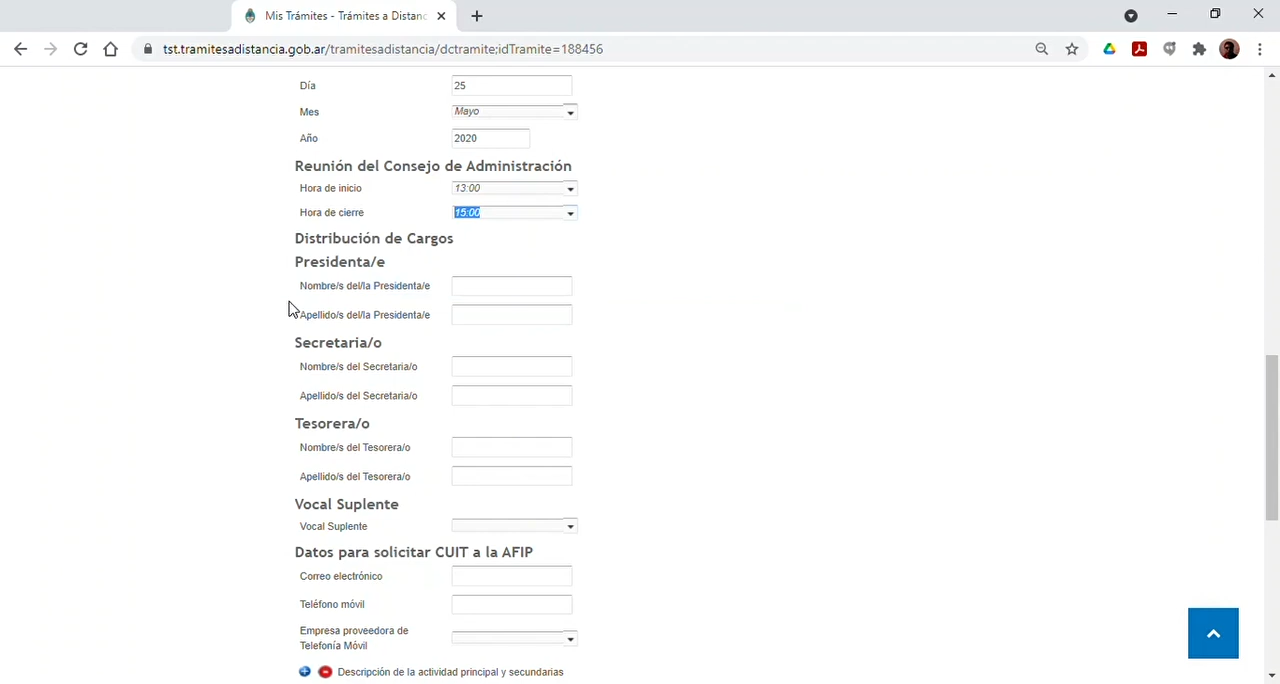 Mis Trámites - Trámites a Distanc
tst.tramitesadistancia.gob.ar/tramitesadistancia/dctramite;idTramite=188456
Día 25
Mes Mayo
Año 2020
Reunión del Consejo de Administración
Hora de inicio 13:00
Hora de cierre 15:00
Distribución de Cargos
Presidenta/e
Nombre/s del/la Presidenta/e
Apellido/s del/la Presidenta/e
Secretaria/o
Nombre/s del Secretaria/o
Apellido/s del Secretaria/o
Tesorera/o
Nombre/s del Tesorera/o
Apellido/s del Tesorera/o
Vocal Suplente
Vocal Suplente
Datos para solicitar CUIT a la AFIP
Correo electrónico
Teléfono móvil
Empresa proveedora de
Telefonía Móvil
Descripción de la actividad principal y secundarias